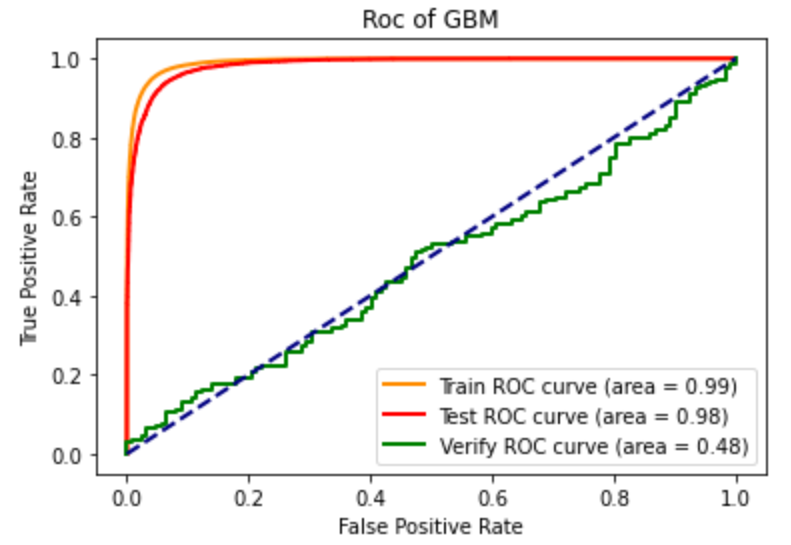 Roc of GBM
1.0
0.8
0.6
0.4
0.2
0.0
True Positive Rate
Train ROC curve (area = 0.99)
Test ROC curve (area = 0.98)
Verify ROC curve (area = 0.48)
0.0 0.2 0.4 0.6 0.8 1.0
False Positive Rate